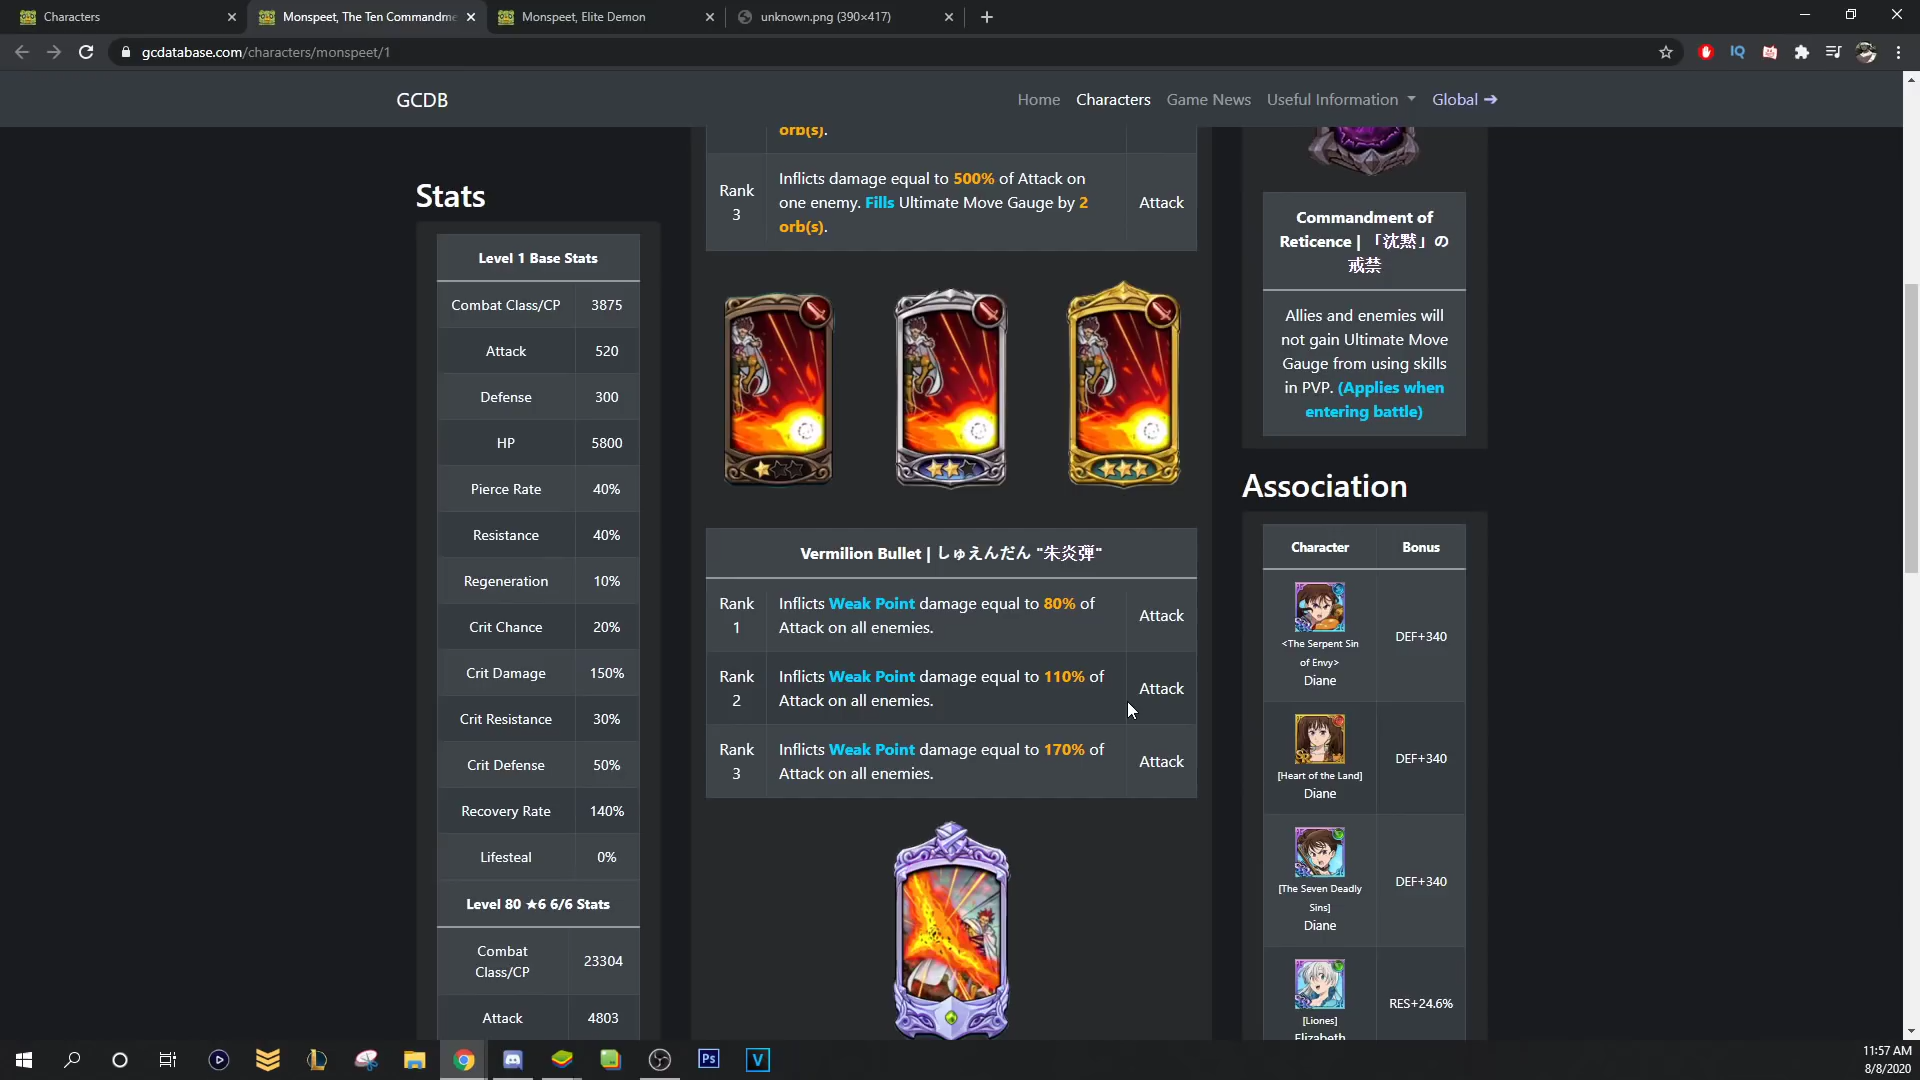 Characters
Monspeet, The Ten Commandme
Monspeet, Elite Demon
unknown.png (390×417)
gcdatabase.com/characters/monspeet/1
IQ
GCDB
Home
Characters
Game News
Useful Information
Global ➔
Stats
Level 1 Base Stats
Combat Class/CP 3875
Attack 520
Defense 300
HP 5800
Pierce Rate 40%
Resistance 40%
Regeneration 10%
Crit Chance 20%
Crit Damage 150%
Crit Resistance 30%
Crit Defense 50%
Recovery Rate 140%
Lifesteal 0%
Level 80 ★6 6/6 Stats
Combat
Class/CP
23304
Attack 4803
orb(s).
Rank
3
Inflicts damage equal to 500% of Attack on
one enemy. Fills Ultimate Move Gauge by 2
orb(s).
Attack
Vermilion Bullet | しゅえんだん "朱炎弾"
Rank
1
Inflicts Weak Point damage equal to 80% of
Attack on all enemies.
Attack
Rank
2
Inflicts Weak Point damage equal to 110% of
Attack on all enemies.
Attack
Rank
3
Inflicts Weak Point damage equal to 170% of
Attack on all enemies.
Attack
Commandment of
Reticence | 「沈黙」の
戒禁
Allies and enemies will
not gain Ultimate Move
Gauge from using skills
in PVP. (Applies when
entering battle)
Association
Character Bonus
<The Serpent Sin
of Envy>
Diane
DEF+340
SR
[Heart of the Land]
Diane
DEF+340
[The Seven Deadly
Sins]
Diane
DEF+340
[Liones]
Elizabeth
RES+24.6%
Ps
V
11:57 AM
8/8/2020